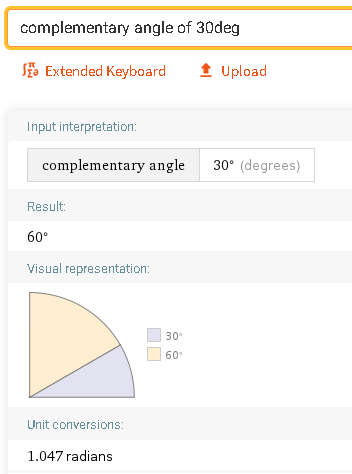 complementary angle of 30deg
Extended Keyboard Upload
Input interpretation:
complementary angle 30° (degrees)
Result:
60°
Visual representation:
30°
60°
Unit conversions:
1.047 radians